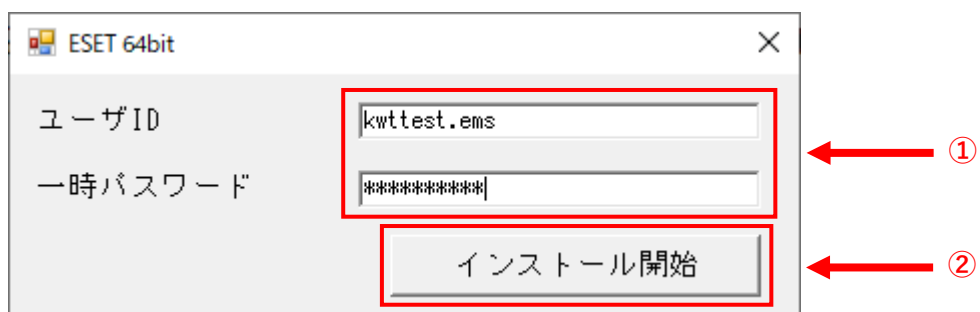 ESET 64bit
ユーザID
kwttest.ems
①
一時パスワード
**********
インストール開始
②